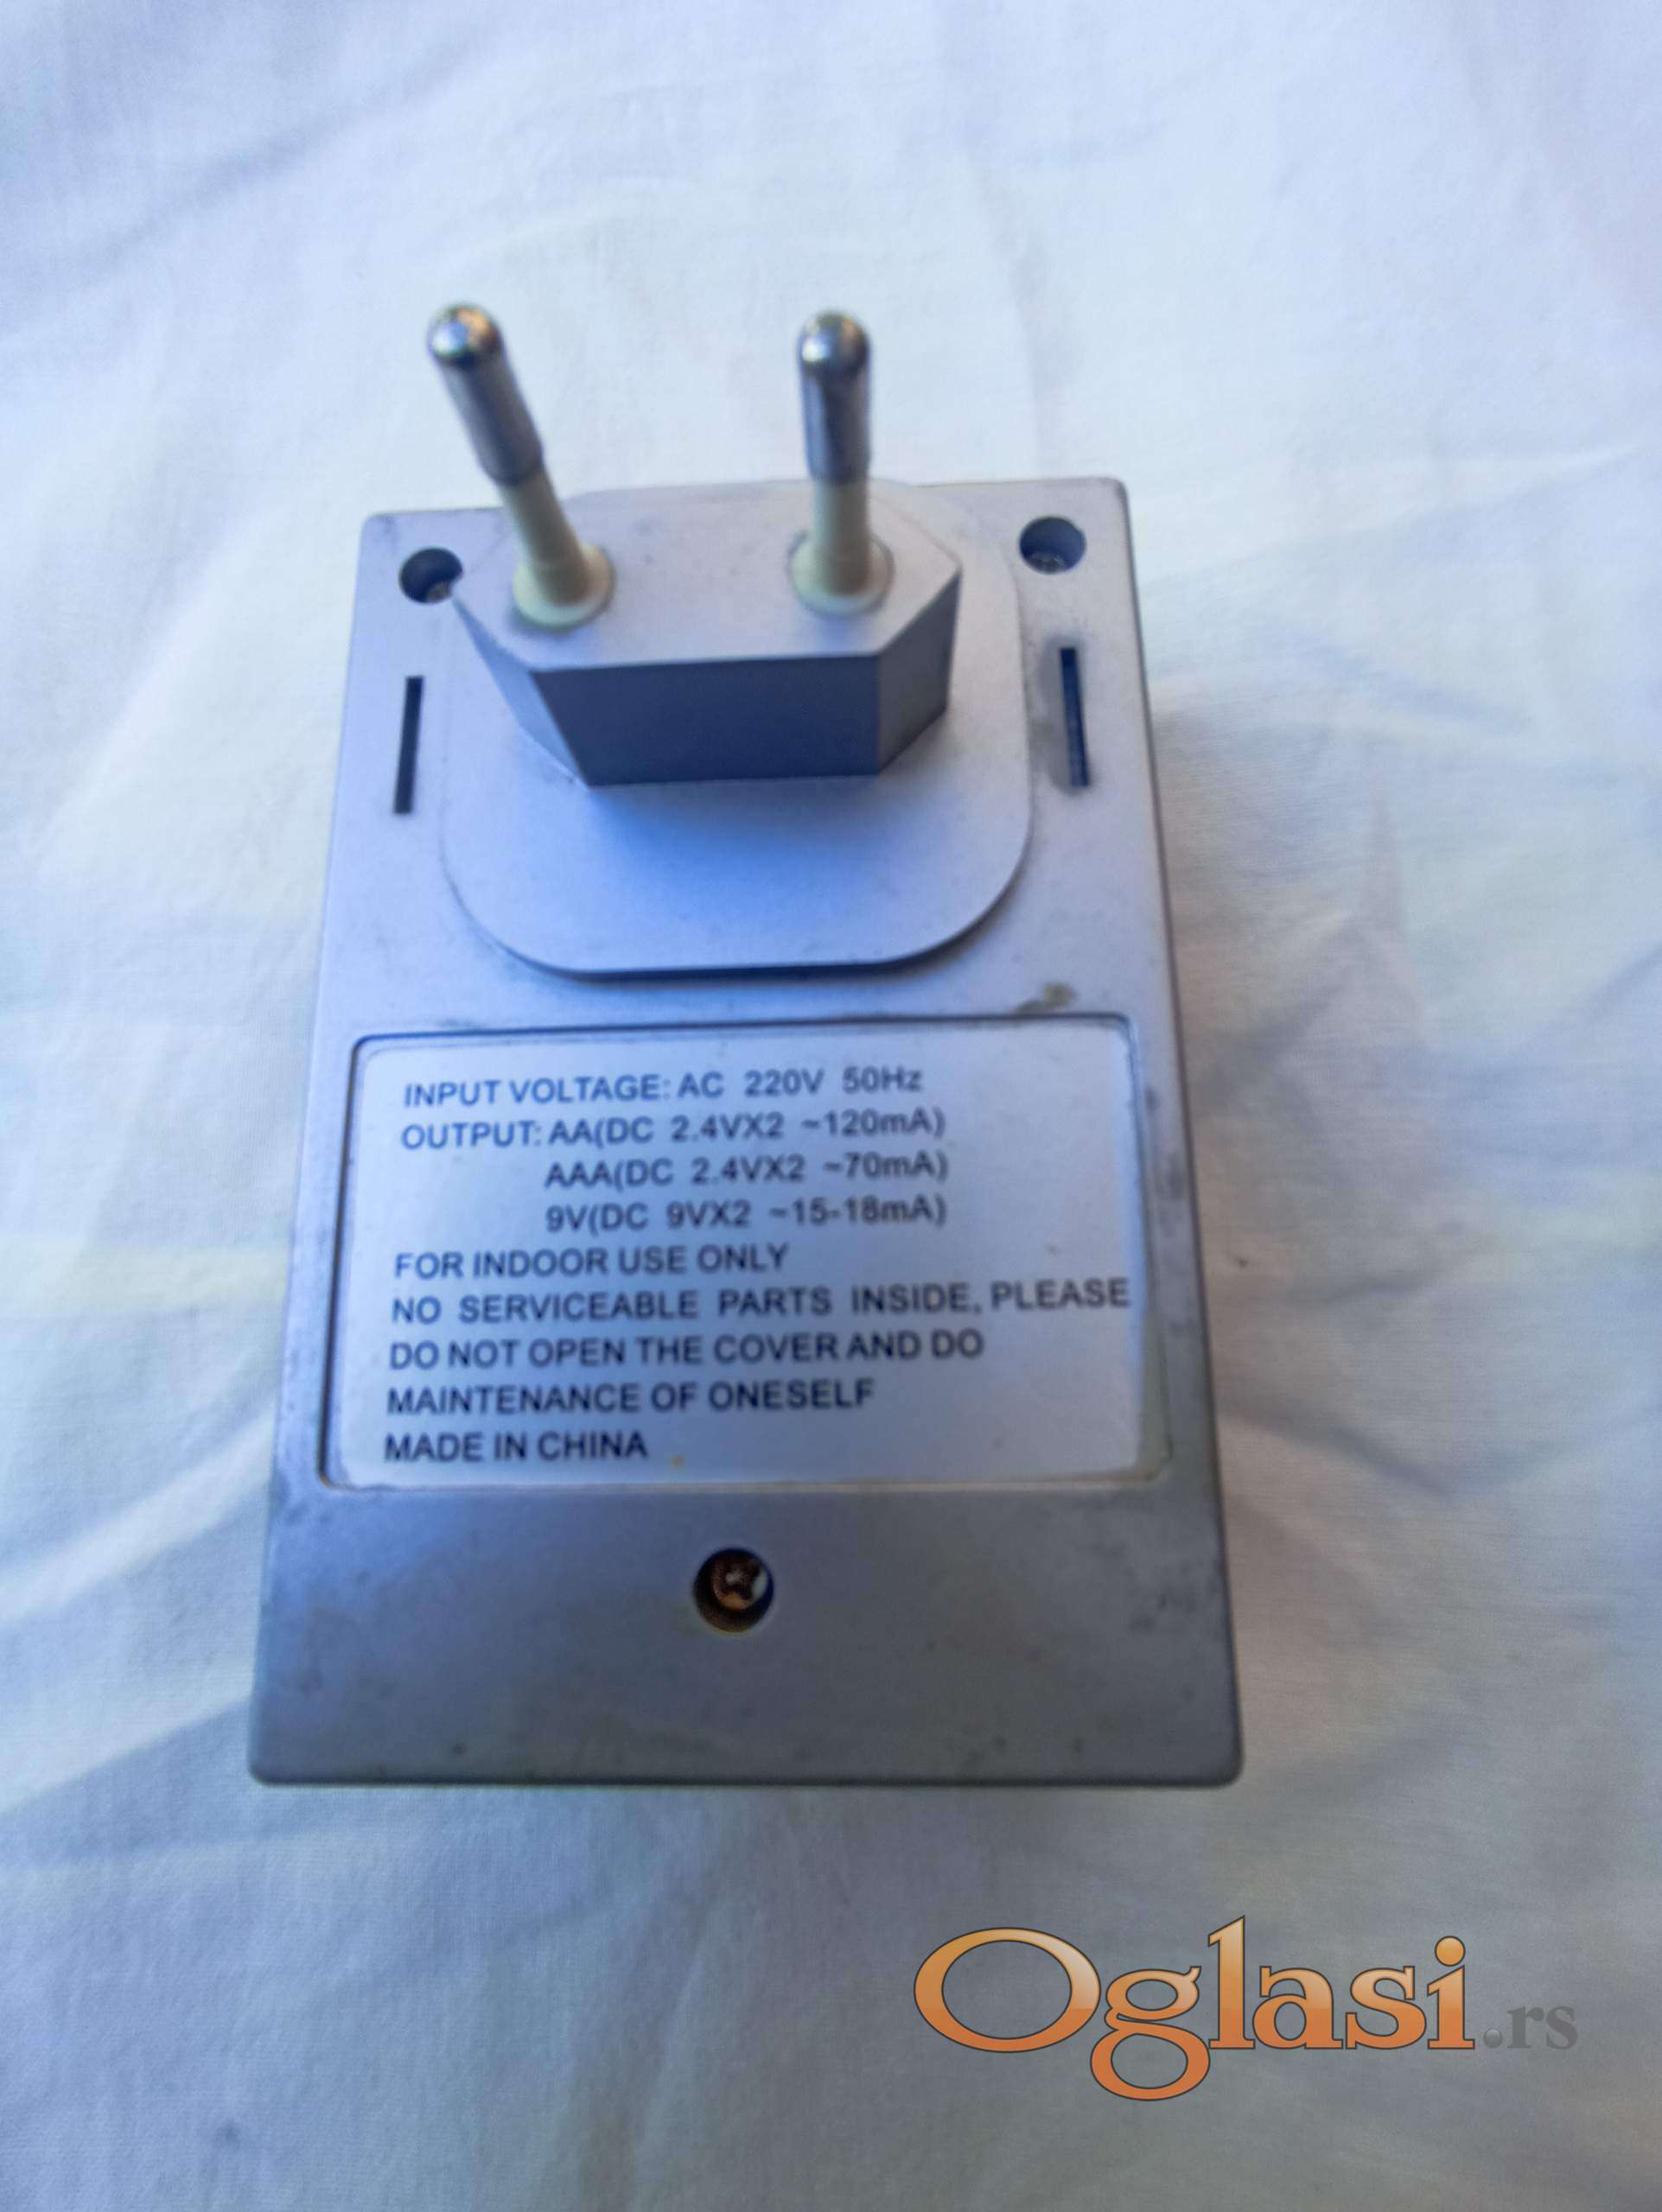 INPUT VOLTAGE: AC 220V 50Hz
OUTPUT: AA(DC 2.4VX2 ~120mA)
AAA(DC 2.4VX2 ~70mA)
9V(DC 9VX2 ~15-18mA)
FOR INDOOR USE ONLY
NO SERVICEABLE PARTS INSIDE, PLEASE
DO NOT OPEN THE COVER AND DO
MAINTENANCE OF ONESELF
MADE IN CHINA
Oglasi.rs